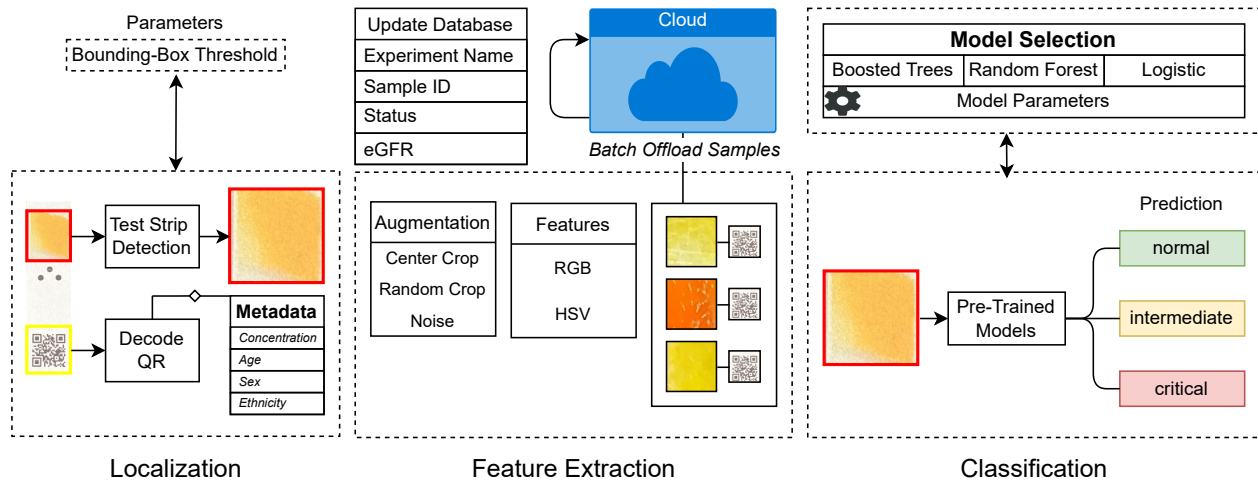 Parameters
Bounding-Box Threshold
Test Strip
Detection
Decode
QR
Metadata
Concentration
Age
Sex
Ethnicity
Localization
Update Database
Experiment Name
Sample ID
Status
eGFR
Cloud
Batch Offload Samples
Augmentation
Center Crop
Random Crop
Noise
Features
RGB
HSV
Feature Extraction
Model Selection
Boosted Trees
Random Forest
Logistic
Model Parameters
Pre-Trained
Models
Prediction
normal
intermediate
critical
Classification